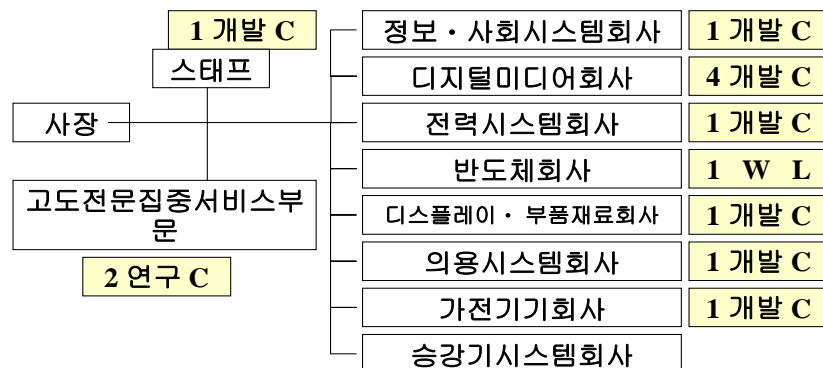 1 개발 C
스태프
사장
고도전문집중서비스부
문
2 연구 C
정보・사회시스템회사 1 개발 C
디지털미디어회사 4 개발 C
전력시스템회사 1 개발 C
반도체회사 1 W L
디스플레이・ 부품재료회사 1 개발 C
의용시스템회사 1 개발 C
가전기기회사 1 개발 C
승강기시스템회사